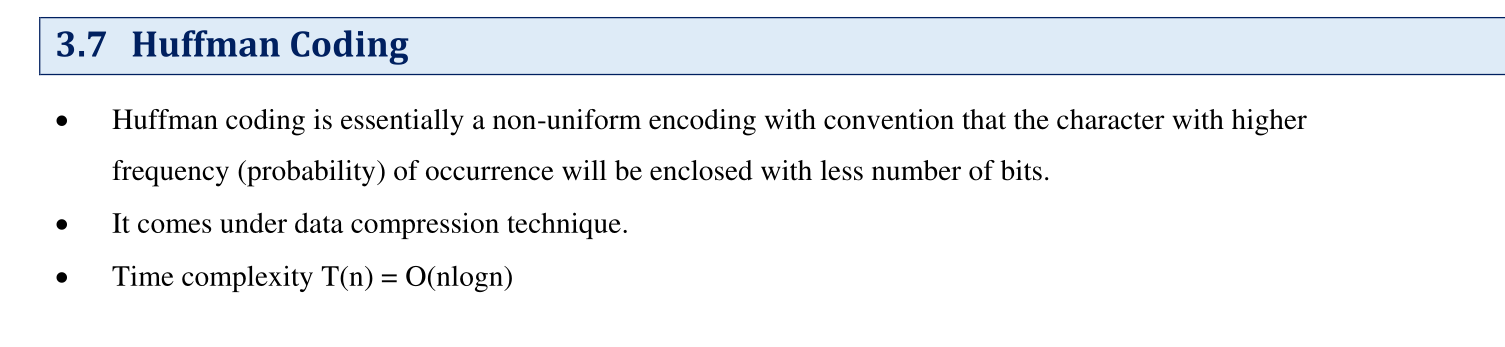 3.7 Huffman Coding
• Huffman coding is essentially a non-uniform encoding with convention that the character with higher
frequency (probability) of occurrence will be enclosed with less number of bits.
• It comes under data compression technique.
• Time complexity T(n) = O(nlogn)